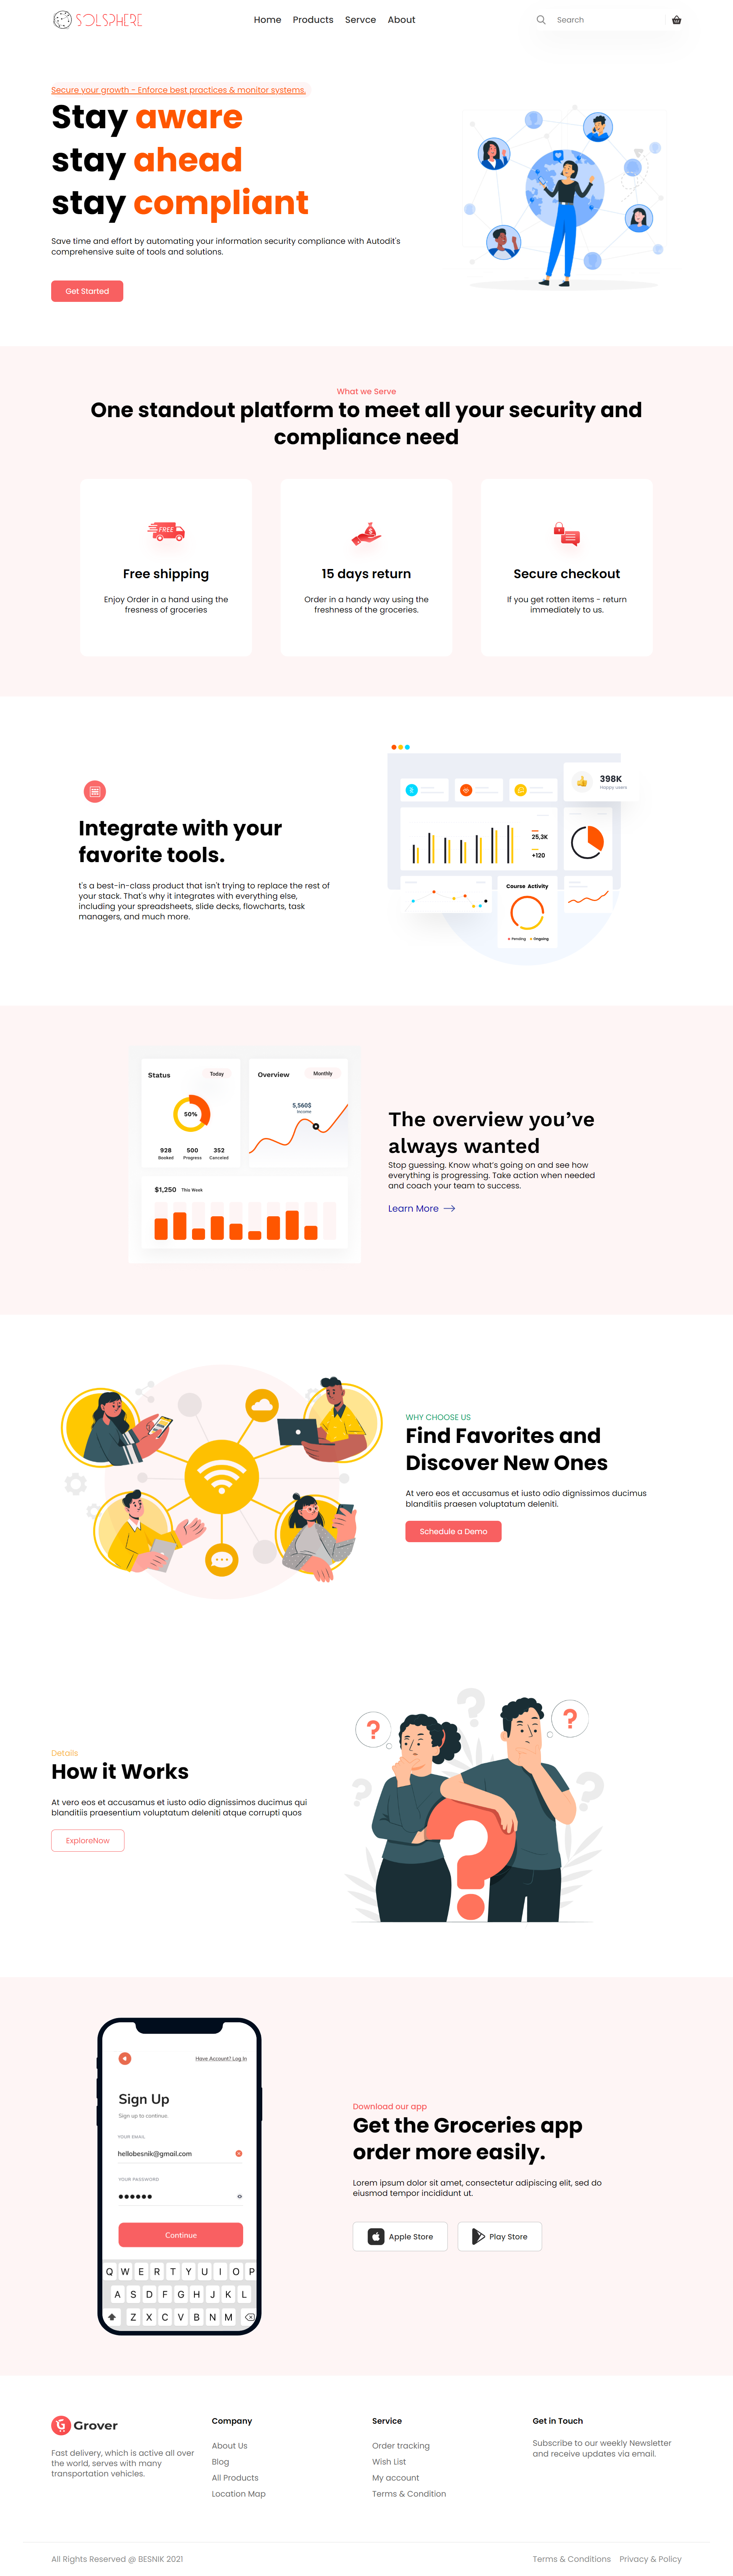 SOLSPHERE
Home Products Servce About
Search
Secure your growth - Enforce best practices & monitor systems.
Stay aware
stay ahead
stay compliant
Save time and effort by automating your information security compliance with Autodit's
comprehensive suite of tools and solutions.
Get Started
What we Serve
One standout platform to meet all your security and
compliance need
FREE
Free shipping
Enjoy Order in a hand using the
fresness of groceries
15 days return
Order in a handy way using the
freshness of the groceries.
Secure checkout
If you get rotten items - return
immediately to us.
Integrate with your
favorite tools.
t's a best-in-class product that isn't trying to replace the rest of
your stack. That's why it integrates with everything else,
including your spreadsheets, slide decks, flowcharts, task
managers, and much more.
398K
Happy users
25,3K
+120
Course Activity
Pending Ongoing
Status
Today
50%
928 500 352
Booked Progress Canceled
Overview
Monthly
5,560$
Income
$1,250 This Week
The overview you've
always wanted
Stop guessing. Know what's going on and see how
everything is progressing. Take action when needed
and coach your team to success.
Learn More
WHY CHOOSE US
Find Favorites and
Discover New Ones
At vero eos et accusamus et iusto odio dignissimos ducimus
blanditiis praesen voluptatum deleniti.
Schedule a Demo
Details
How it Works
At vero eos et accusamus et iusto odio dignissimos ducimus qui
blanditiis praesentium voluptatum deleniti atque corrupti quos
ExploreNow
? ? ? ? ? ?
Have Account? Log In
Sign Up
Sign up to continue.
YOUR EMAIL
hellobesnik@gmail.com
YOUR PASSWORD
Continue
Q W E R T Y U I O P
A S D F G H J K L
Z X C V B N M
Download our app
Get the Groceries app
order more easily.
Lorem ipsum dolor sit amet, consectetur adipiscing elit, sed do
eiusmod tempor incididunt ut.
Apple Store
Play Store
Grover
Fast delivery, which is active all over
the world, serves with many
transportation vehicles.
Company
About Us
Blog
All Products
Location Map
Service
Order tracking
Wish List
My account
Terms & Condition
Get in Touch
Subscribe to our weekly Newsletter
and receive updates via email.
All Rights Reserved @ BESNIK 2021
Terms & Conditions Privacy & Policy